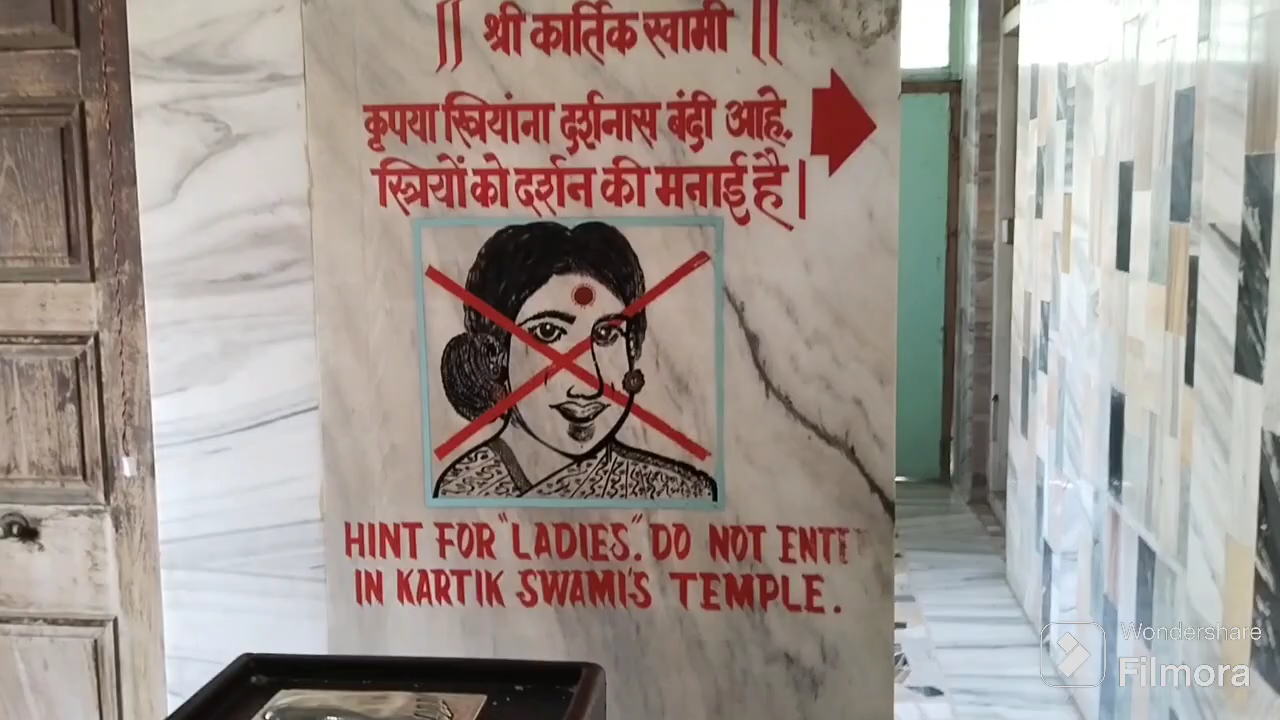 || श्री कार्तिक स्वामी ||
कृपया स्त्रियांना दर्शनास बंदी आहे.
स्त्रियों को दर्शन की मनाई है।
HINT FOR "LADIES". DO NOT ENTE
IN KARTIK SWAMI'S TEMPLE.
Wondershare
Filmora